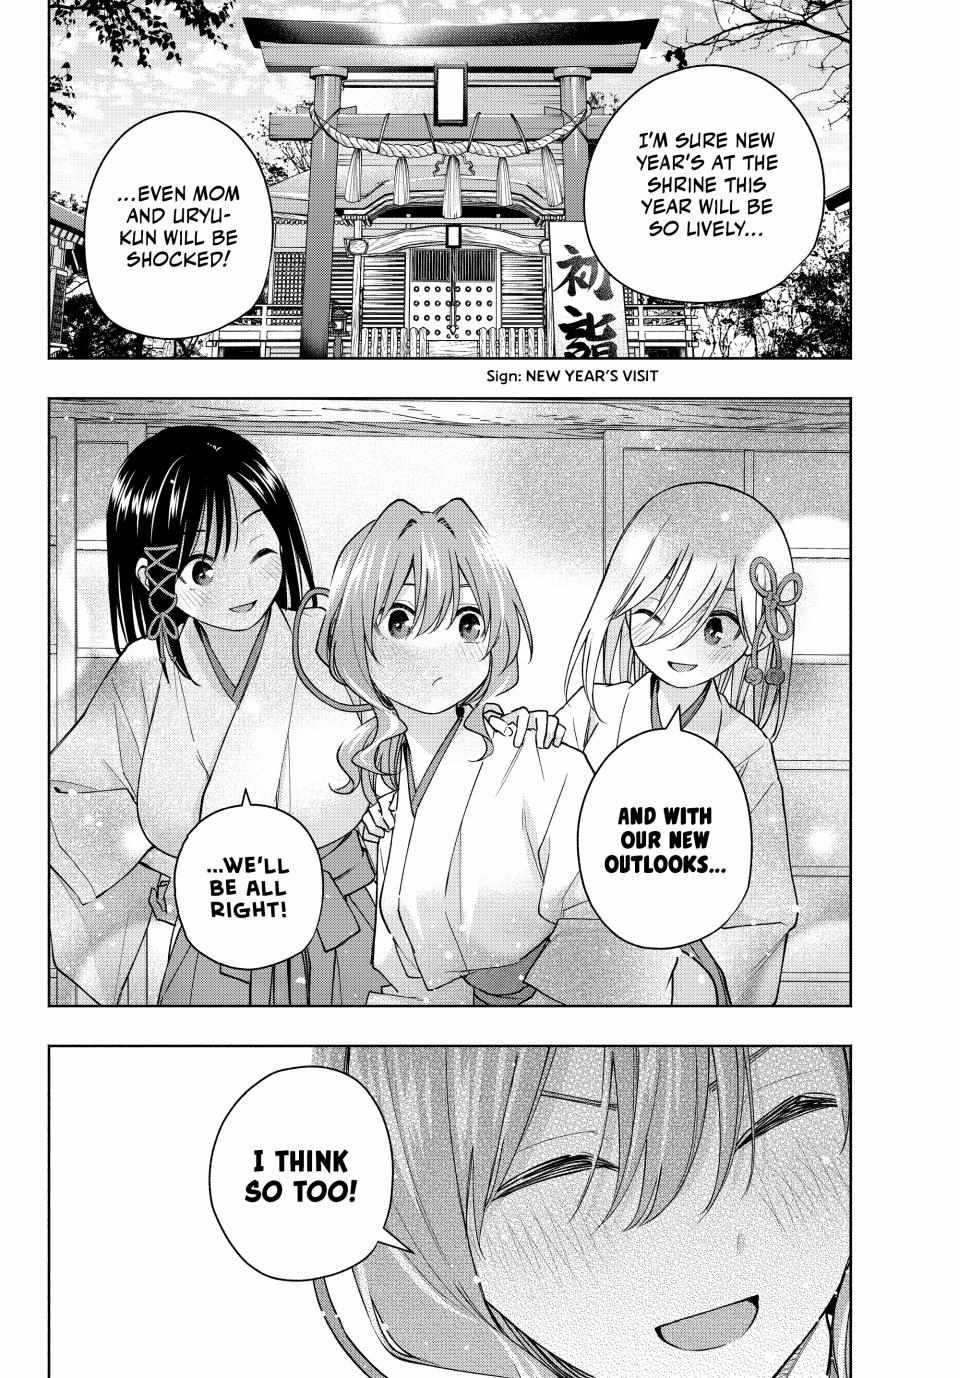 I'M SURE NEW
YEAR'S AT THE
SHRINE THIS
YEAR WILL BE
SO LIVELY...
...EVEN MOM
AND URYU-
KUN WILL BE
SHOCKED!
初
詣
Sign: NEW YEAR'S VISIT
AND WITH
OUR NEW
OUTLOOKS...
...WE'LL
BE ALL
RIGHT!
I THINK
SO TOO!